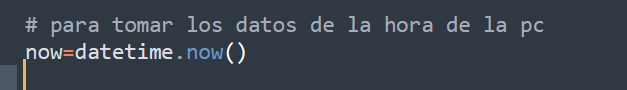 # para tomar los datos de la hora de la pc
now=datetime.now()